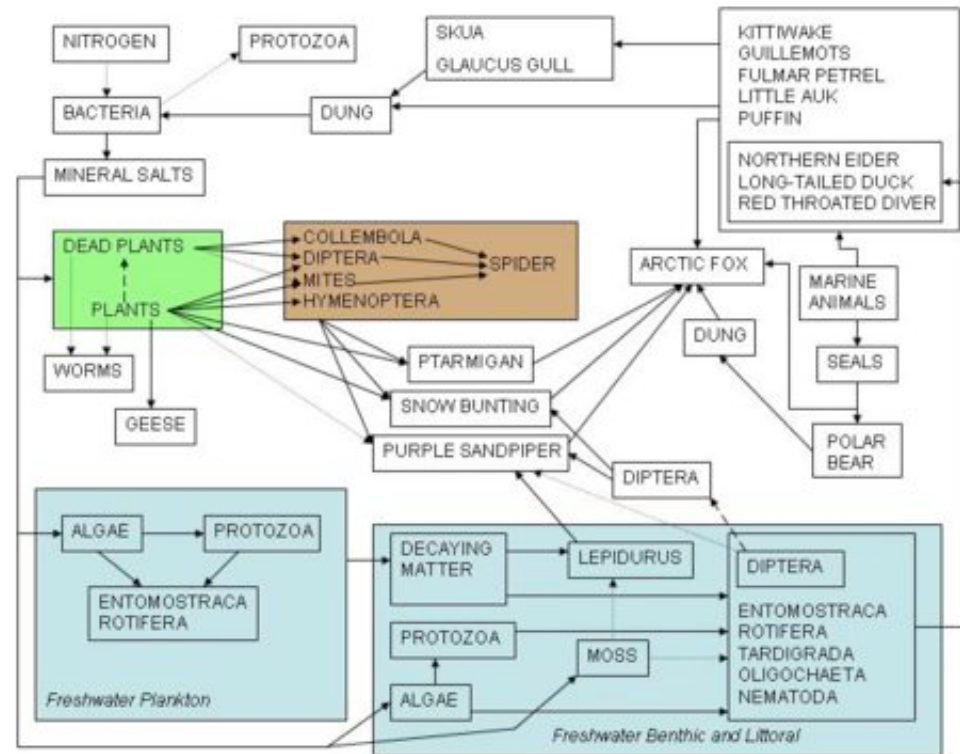 NITROGEN
PROTOZOA
SKUA
GLAUCUS GULL
KITTIWAKE
GUILLEMOTS
FULMAR PETREL
LITTLE AUK
PUFFIN
BACTERIA
DUNG
MINERAL SALTS
NORTHERN EIDER
LONG-TAILED DUCK
RED THROATED DIVER
DEAD PLANTS
PLANTS
COLLEMBOLA
DIPTERA
MITES
HYMENOPTERA
SPIDER
ARCTIC FOX
MARINE
ANIMALS
DUNG
SEALS
POLAR
BEAR
WORMS
GEESE
PTARMIGAN
SNOW BUNTING
PURPLE SANDPIPER
DIPTERA
ALGAE
PROTOZOA
ENTOMOSTRACA
ROTIFERA
Freshwater Plankton
DECAYING
MATTER
LEPIDURUS
DIPTERA
PROTOZOA
MOSS
ALGAE
ENTOMOSTRACA
ROTIFERA
TARDIGRADA
OLIGOCHAETA
NEMATODA
Freshwater Benthic and Littoral